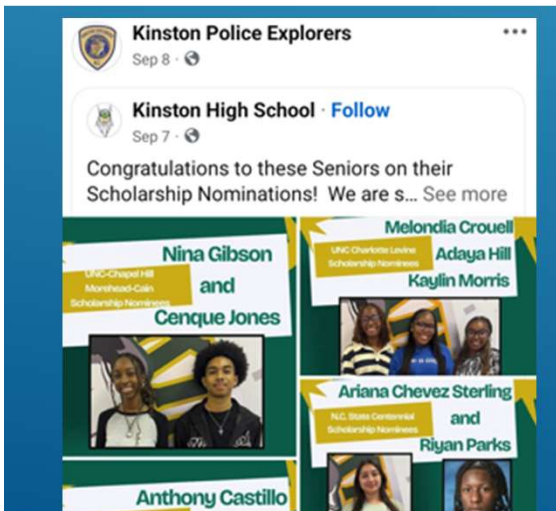 Kinston Police Explorers
Sep 8 ·
Kinston High School · Follow
Sep 7 ·
Congratulations to these Seniors on their
Scholarship Nominations! We are s... See more
Nina Gibson
UNC-Chapel Hill
Morehead-Cain
Scholarship Nominees
and
Cenque Jones
Melondia Crouell
UNC Charlotte Levine
Scholarship Nominees
Adaya Hill
Kaylin Morris
Ariana Chevez Sterling
N.C. State Centennial
Scholarship Nominees
and
Riyan Parks
Anthony Castillo